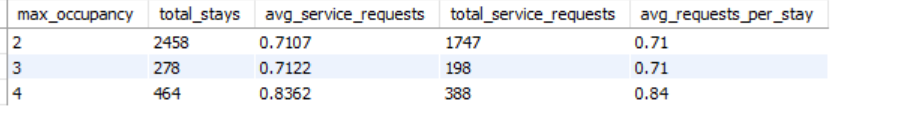 max_occupancy total_stays avg_service_requests total_service_requests avg_requests_per_stay
2 2458 0.7107 1747 0.71
3 278 0.7122 198 0.71
4 464 0.8362 388 0.84